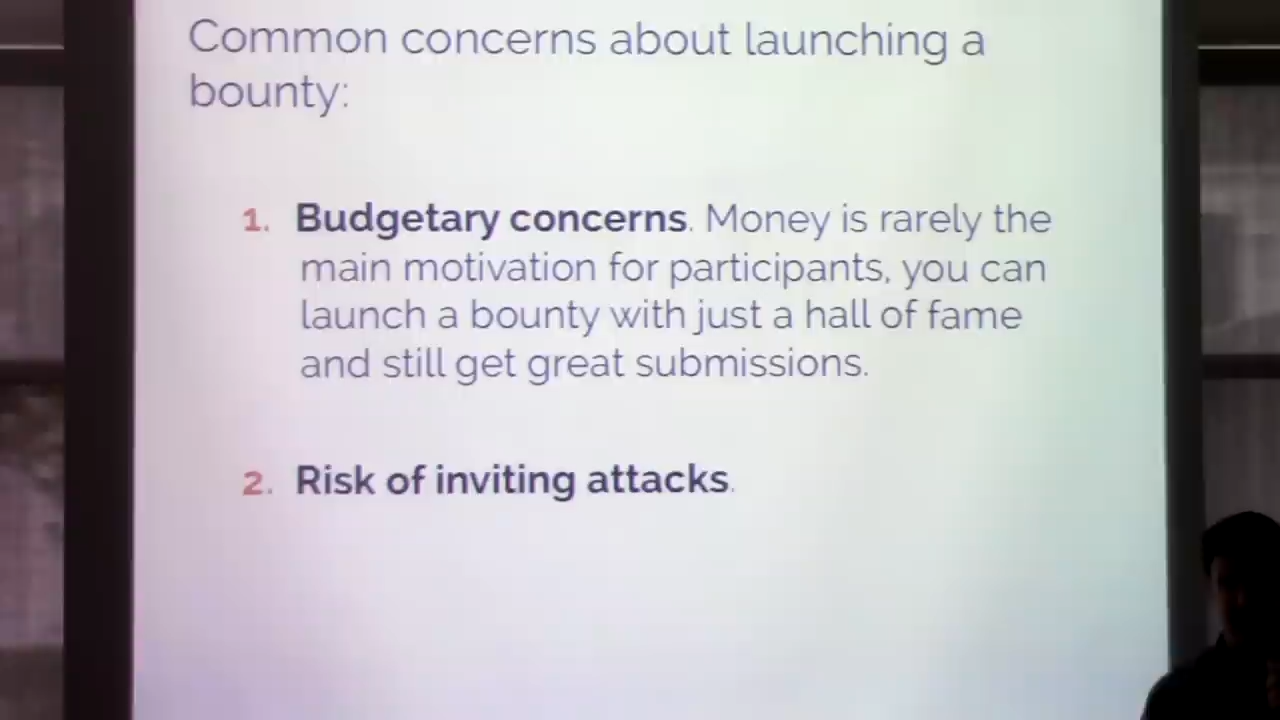 Common concerns about launching a
bounty:
1. Budgetary concerns. Money is rarely the
main motivation for participants, you can
launch a bounty with just a hall of fame
and still get great submissions.
2. Risk of inviting attacks.